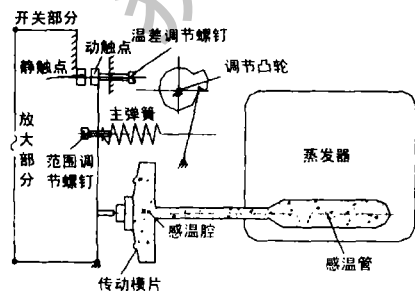 开关部分
温差调节螺钉
动触点
静触点
调节凸轮
主弹簧
放大部分
范围调
节螺钉
蒸发器
感温腔
感温管
传动膜片